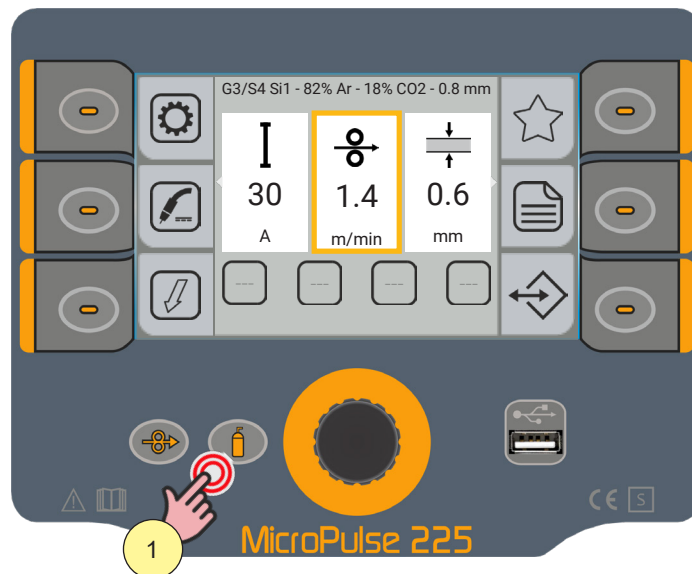 G3/S4 Si1 - 82% Ar - 18% CO2 - 0.8 mm
30 1.4 0.6
A m/min mm
--- --- --- ---
CE S
1
MicroPulse 225